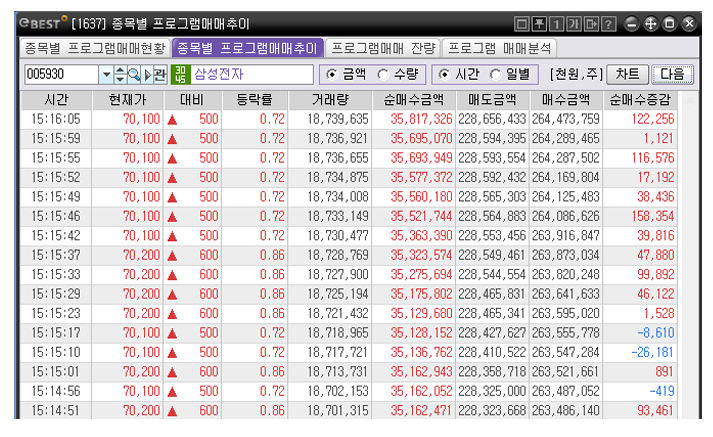 eBEST [1637] 종목별 프로그램매매추이
종목별 프로그램매매현황 종목별 프로그램매매추이 프로그램매매 잔량 프로그램 매매분석
005930 관 삼성전자 금액 수량 시간 일별 [천원,주] 차트 다음
시간 현재가 대비 등락률 거래량 순매수금액 매도금액 매수금액 순매수증감
15:16:05 70,100 ▲ 500 0.72 18,739,635 35,817,326 228,656,433 264,473,759 122,256
15:15:59 70,100 ▲ 500 0.72 18,736,921 35,695,070 228,594,395 264,289,465 1,121
15:15:55 70,100 ▲ 500 0.72 18,736,655 35,693,949 228,593,554 264,287,502 116,576
15:15:52 70,100 ▲ 500 0.72 18,734,875 35,577,372 228,592,432 264,169,804 17,192
15:15:49 70,100 ▲ 500 0.72 18,734,008 35,560,180 228,565,303 264,125,483 38,436
15:15:46 70,100 ▲ 500 0.72 18,733,149 35,521,744 228,564,883 264,086,626 158,354
15:15:42 70,100 ▲ 500 0.72 18,730,477 35,363,390 228,553,456 263,916,847 39,816
15:15:37 70,200 ▲ 600 0.86 18,728,769 35,323,574 228,549,461 263,873,034 47,880
15:15:33 70,200 ▲ 600 0.86 18,727,900 35,275,694 228,544,554 263,820,248 99,892
15:15:29 70,200 ▲ 600 0.86 18,725,194 35,175,802 228,465,831 263,641,633 46,122
15:15:23 70,200 ▲ 600 0.86 18,721,432 35,129,680 228,465,341 263,595,020 1,528
15:15:17 70,100 ▲ 500 0.72 18,718,965 35,128,152 228,427,627 263,555,778 -8,610
15:15:10 70,100 ▲ 500 0.72 18,717,721 35,136,762 228,410,522 263,547,284 -26,181
15:15:01 70,200 ▲ 600 0.86 18,713,731 35,162,943 228,358,718 263,521,661 891
15:14:56 70,100 ▲ 500 0.72 18,702,153 35,162,052 228,325,000 263,487,052 -419
15:14:51 70,200 ▲ 600 0.86 18,701,315 35,162,471 228,323,668 263,486,140 93,461